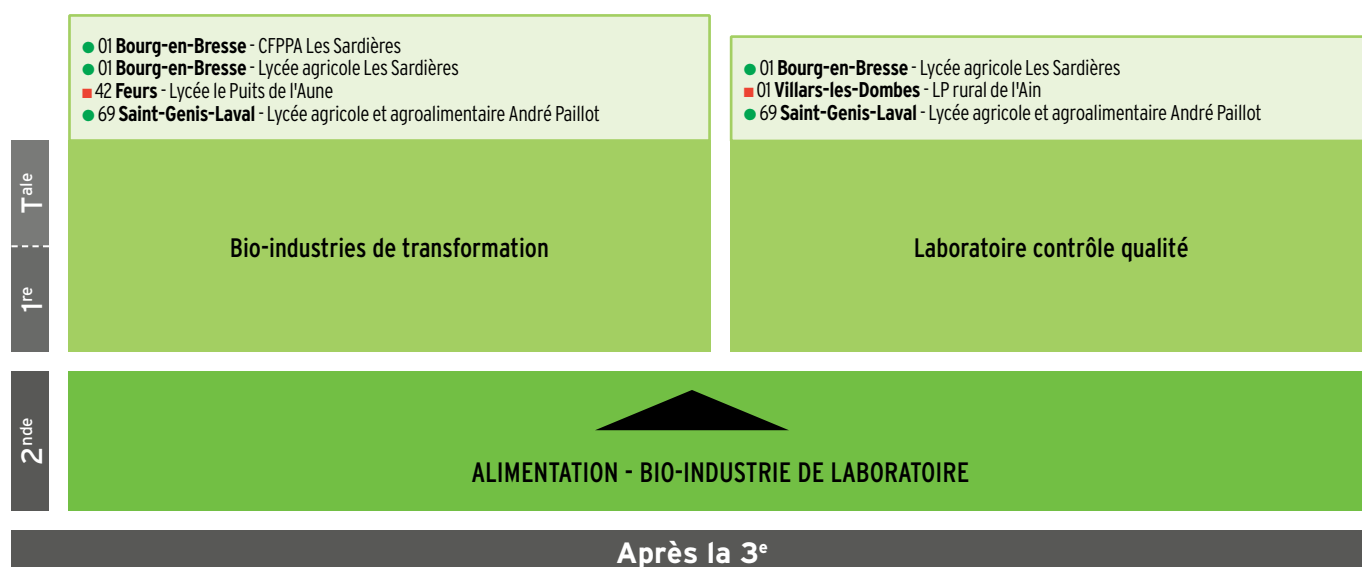 ● 01 Bourg-en-Bresse - CFPPA Les Sardières
● 01 Bourg-en-Bresse - Lycée agricole Les Sardières
■ 42 Feurs - Lycée le Puits de l'Aune
● 69 Saint-Genis-Laval - Lycée agricole et agroalimentaire André Paillot
● 01 Bourg-en-Bresse - Lycée agricole Les Sardières
■ 01 Villars-les-Dombes - LP rural de l'Ain
● 69 Saint-Genis-Laval - Lycée agricole et agroalimentaire André Paillot
Tale
1re
Bio-industries de transformation
Laboratoire contrôle qualité
2nde
ALIMENTATION - BIO-INDUSTRIE DE LABORATOIRE
Après la 3e